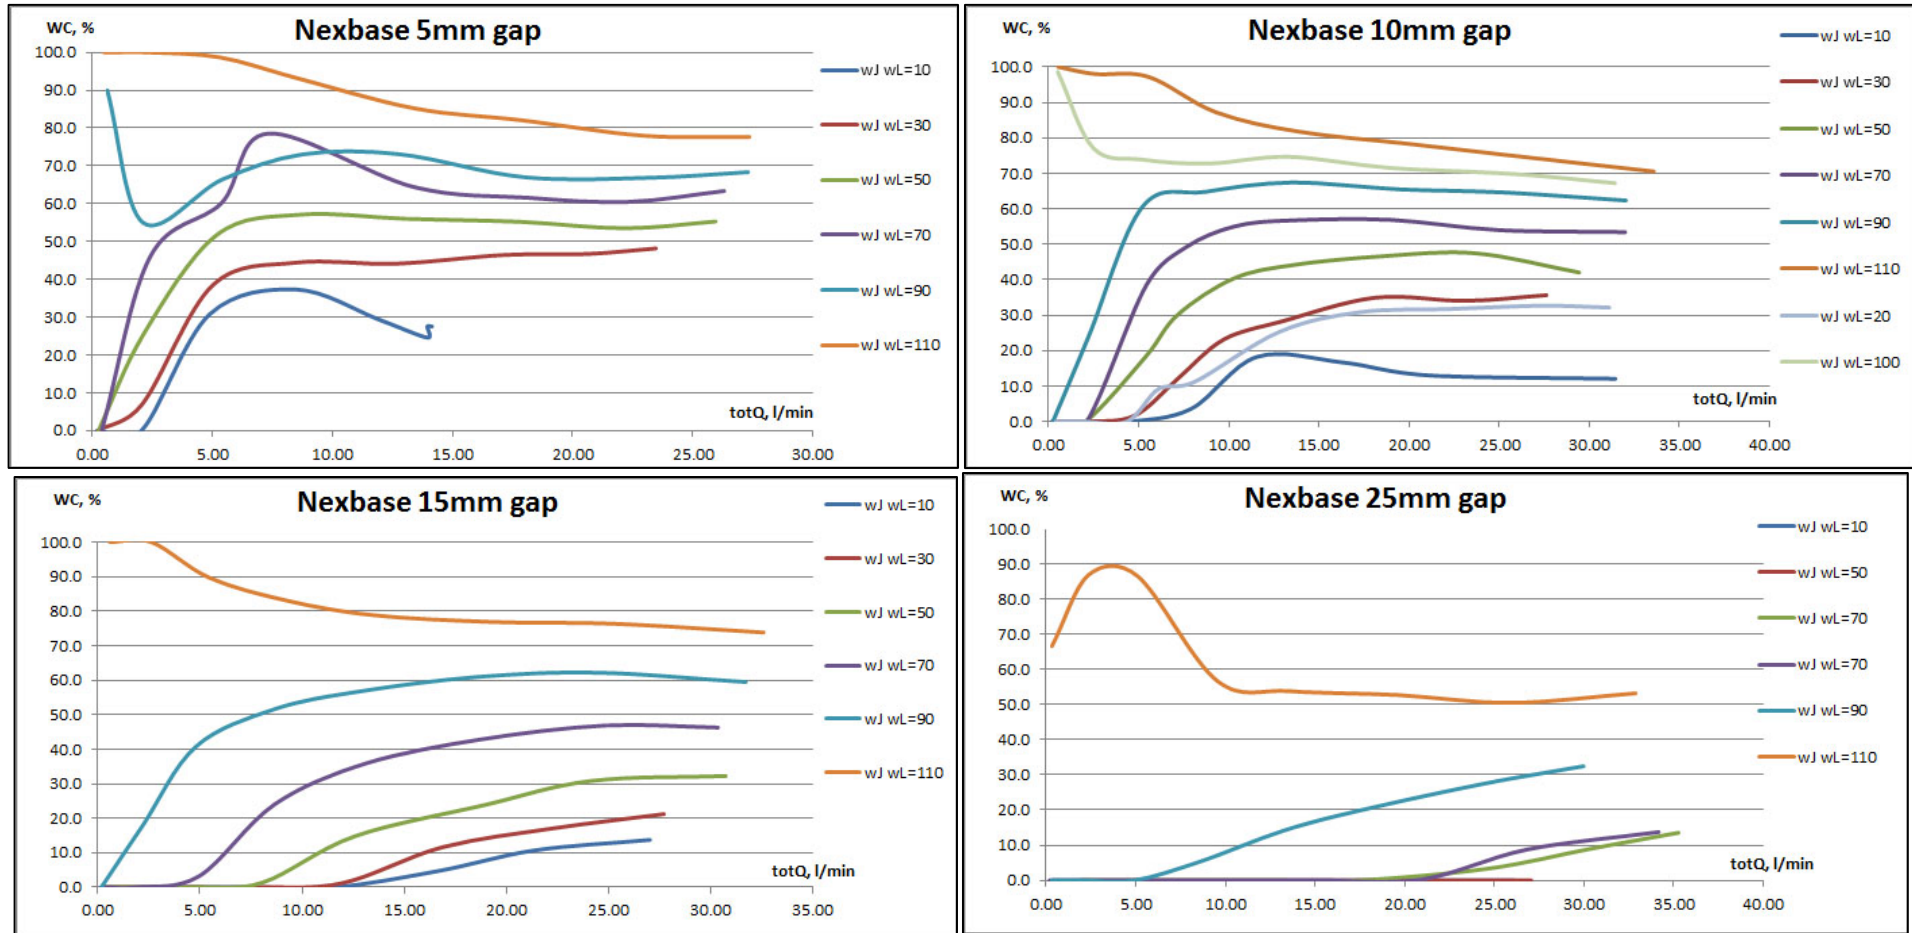 WC, %
Nexbase 5mm gap
100.0
90.0
80.0
70.0
60.0
50.0
40.0
30.0
20.0
10.0
0.0
0.00 5.00 10.00 15.00 20.00 25.00 30.00
totQ, l/min
wJ wL=10
wJ wL=30
wJ wL=50
wJ wL=70
wJ wL=90
wJ wL=110
WC, %
Nexbase 10mm gap
100.0
90.0
80.0
70.0
60.0
50.0
40.0
30.0
20.0
10.0
0.0
0.00 5.00 10.00 15.00 20.00 25.00 30.00 35.00 40.00
totQ, l/min
wJ wL=10
wJ wL=30
wJ wL=50
wJ wL=70
wJ wL=90
wJ wL=110
wJ wL=20
wJ wL=100
WC, %
Nexbase 15mm gap
100.0
90.0
80.0
70.0
60.0
50.0
40.0
30.0
20.0
10.0
0.0
0.00 5.00 10.00 15.00 20.00 25.00 30.00 35.00
totQ, l/min
wJ wL=10
wJ wL=30
wJ wL=50
wJ wL=70
wJ wL=90
wJ wL=110
WC, %
Nexbase 25mm gap
100.0
90.0
80.0
70.0
60.0
50.0
40.0
30.0
20.0
10.0
0.0
0.00 5.00 10.00 15.00 20.00 25.00 30.00 35.00 40.00
totQ, l/min
wJ wL=10
wJ wL=50
wJ wL=70
wJ wL=70
wJ wL=90
wJ wL=110